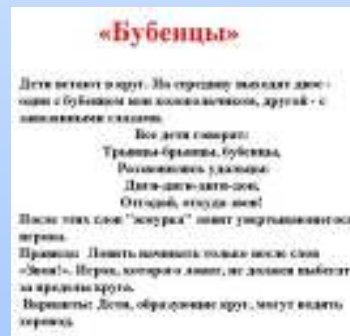 «Бубенцы»
Дети встают в круг. На середину выходят двое -
один с бубенцом или колокольчиком, другой - с
завязанными глазами.
Все дети говорят:
Трынцы-брынцы, бубенцы,
Раззвонились удальцы:
Диги-диги-диги-дон,
Отгадай, откуда звон!
После этих слов "жмурка" ловит увертывающегося
игрока.
Правила: Ловить начинать только после слов
«Звон!». Игрок, которого ловят, не должен выбегать
за пределы круга.
Варианты: Дети, образующие круг, могут водить
хоровод.